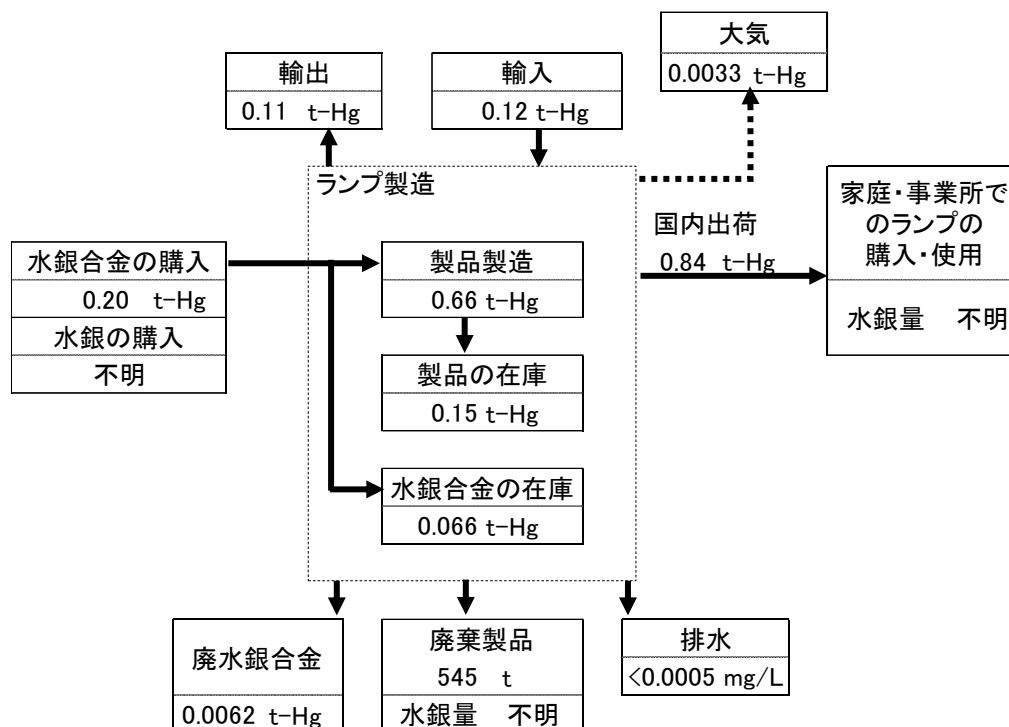 大気
0.0033 t-Hg
輸出
0.11 t-Hg
輸入
0.12 t-Hg
ランプ製造
家庭・事業所で
のランプの
購入・使用
水銀量 不明
国内出荷
0.84 t-Hg
水銀合金の購入
0.20 t-Hg
水銀の購入
不明
製品製造
0.66 t-Hg
製品の在庫
0.15 t-Hg
水銀合金の在庫
0.066 t-Hg
廃水銀合金
0.0062 t-Hg
廃棄製品
545 t
水銀量 不明
排水
<0.0005 mg/L